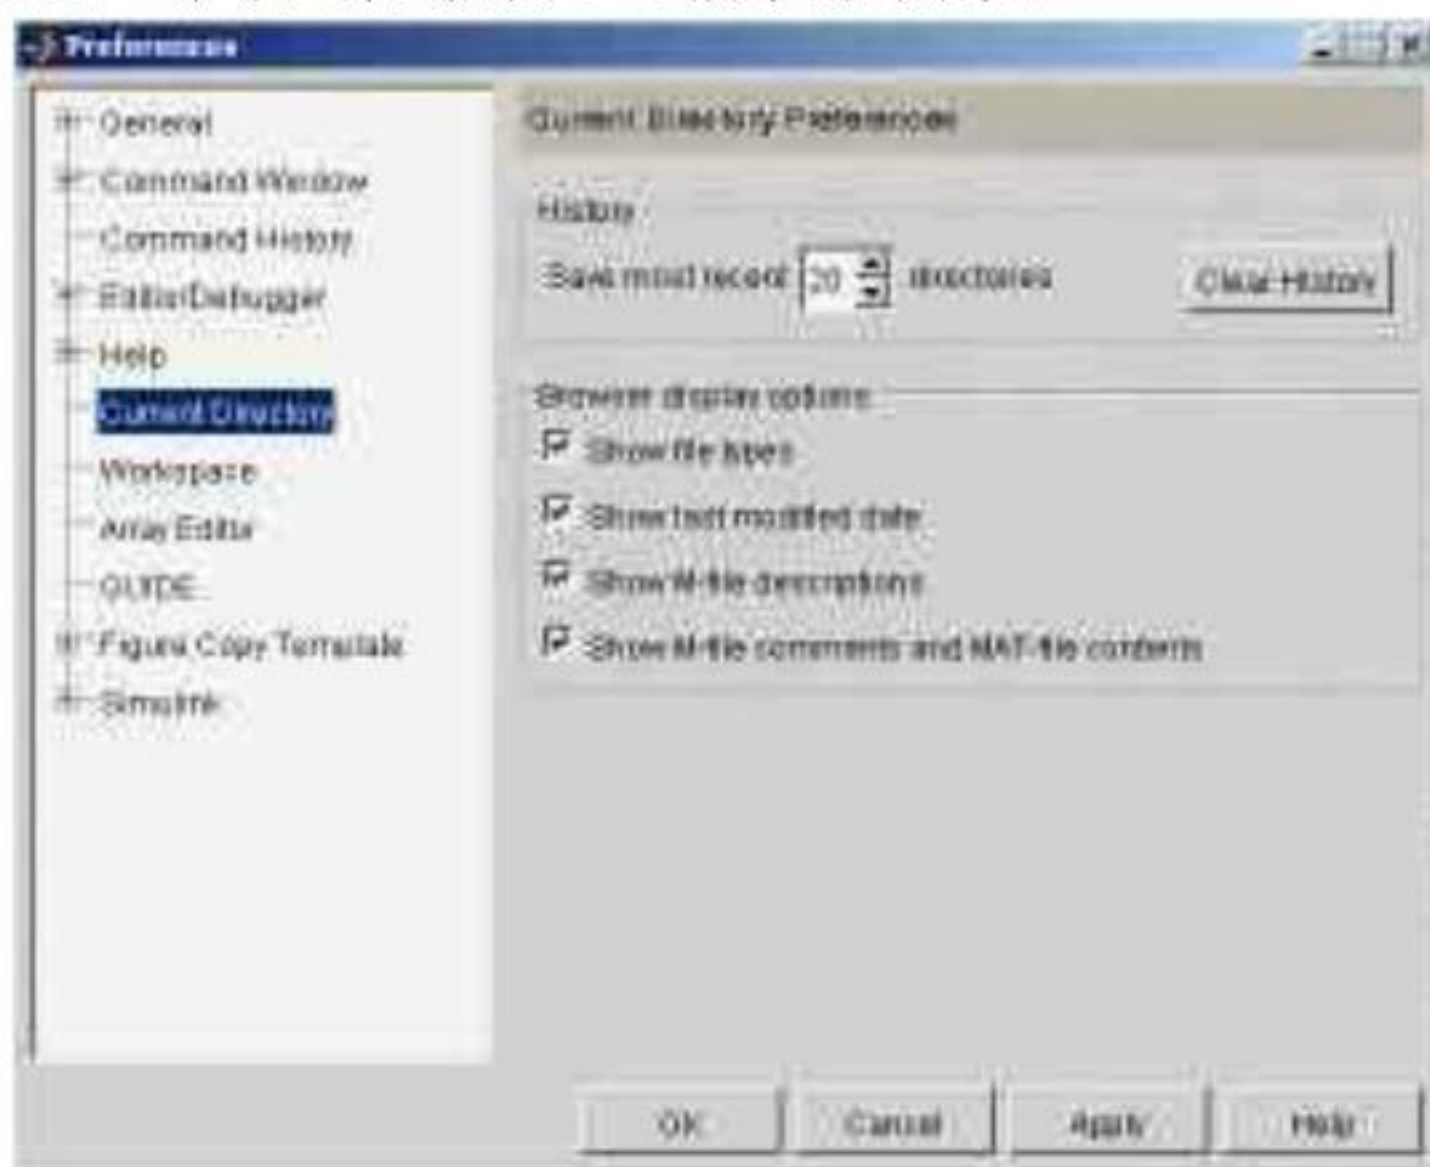 Preferences
General
Command Window
Command History
Editor/Debugger
Help
Current Directory
Workspace
Array Editor
GUIDE
Figure Copy Template
Simulink
Current Directory Preferences
History
Save most recent 20 directories
Clear History
Browser display options
Show file types
Show last modified date
Show M-file descriptions
Show M-file comments and MAT-file contents
OK Cancel Apply Help